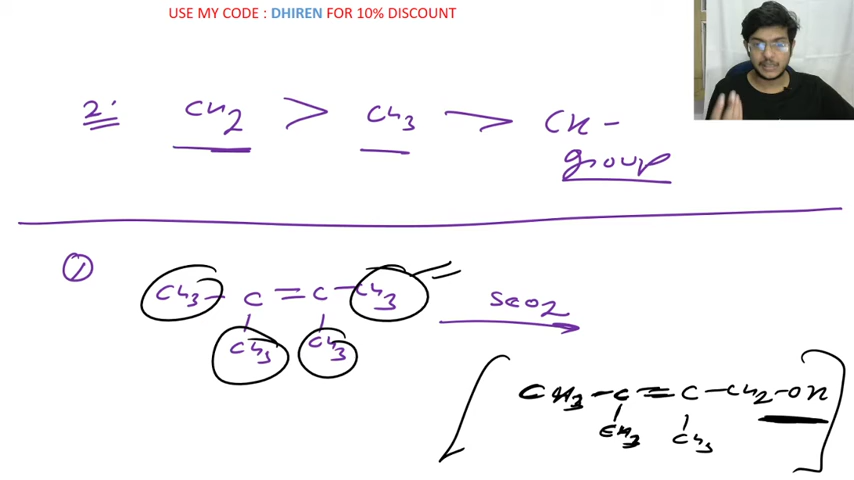 USE MY CODE : DHIREN FOR 10% DISCOUNT
2. CH2 > CH3 > CH-
group
1 CH3 - C = C - CH3 SeO2
CH3 CH3
CH3 - C = C - CH2 - OH
CH3 CH3